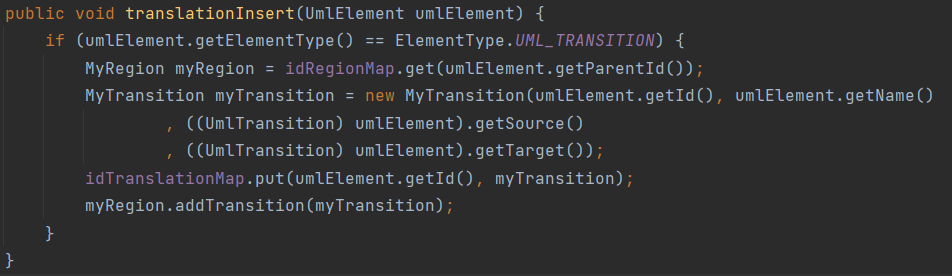 public void translationInsert(UmlElement umlElement) {
    if (umlElement.getElementType() == ElementType.UML_TRANSITION) {
        MyRegion myRegion = idRegionMap.get(umlElement.getParentId());
        MyTransition myTransition = new MyTransition(umlElement.getId(), umlElement.getName()
                , ((UmlTransition) umlElement).getSource()
                , ((UmlTransition) umlElement).getTarget());
        idTranslationMap.put(umlElement.getId(), myTransition);
        myRegion.addTransition(myTransition);
    }
}